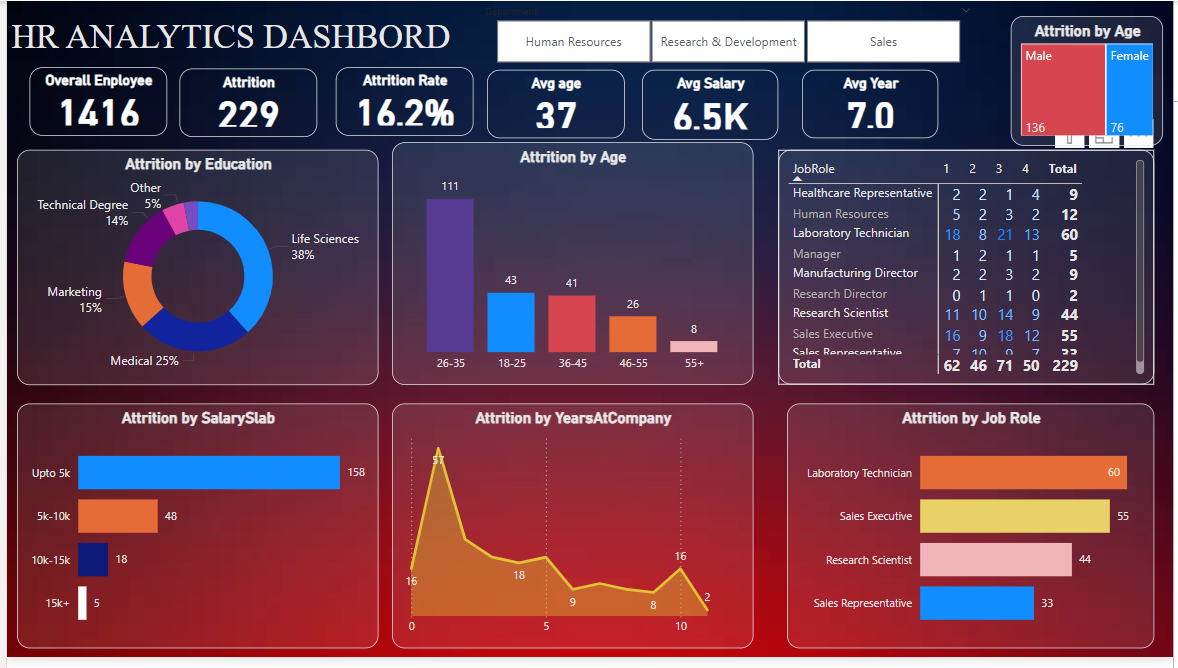 Department
HR ANALYTICS DASHBORD
Human Resources
Research & Development
Sales
Attrition by Age
Male
136
Female
76
Overall Enployee
1416
Attrition
229
Attrition Rate
16.2%
Avg age
37
Avg Salary
6.5K
Avg Year
7.0
Attrition by Education
Other
5%
Technical Degree
14%
Life Sciences
38%
Marketing
15%
Medical 25%
Attrition by Age
111
43
41
26
8
26-35 18-25 36-45 46-55 55+
JobRole 1 2 3 4 Total
Healthcare Representative 2 2 1 4 9
Human Resources 5 2 3 2 12
Laboratory Technician 18 8 21 13 60
Manager 1 2 1 1 5
Manufacturing Director 2 2 3 2 9
Research Director 0 1 1 0 2
Research Scientist 11 10 14 9 44
Sales Executive 16 9 18 12 55
Sales Representative 7 10 9 7 33
Total 62 46 71 50 229
Attrition by SalarySlab
Upto 5k 158
5k-10k 48
10k-15k 18
15k+ 5
Attrition by YearsAtCompany
57
16
18
9
8
16
2
0 5 10
Attrition by Job Role
Laboratory Technician 60
Sales Executive 55
Research Scientist 44
Sales Representative 33